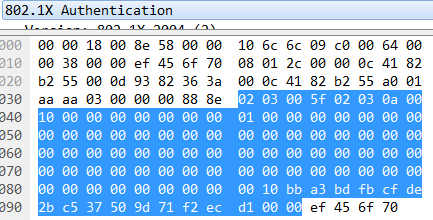 802.1X Authentication
Version: 802.1X-2004 (2)
000 00 00 18 00 8e 58 00 00 10 6c 6c 09 c0 00 64 00
010 00 38 00 00 ef 45 6f 70 08 01 2c 00 00 0c 41 82
020 b2 55 00 0d 93 82 36 3a 00 0c 41 82 b2 55 a0 01
030 aa aa 03 00 00 00 88 8e 02 03 00 5f 02 03 0a 00
040 10 00 00 00 00 00 00 00 01 00 00 00 00 00 00 00
050 00 00 00 00 00 00 00 00 00 00 00 00 00 00 00 00
060 00 00 00 00 00 00 00 00 00 00 00 00 00 00 00 00
070 00 00 00 00 00 00 00 00 00 00 00 00 00 00 00 00
080 00 00 00 00 00 00 00 00 00 10 bb a3 bd fb cf de
090 2b c5 37 50 9d 71 f2 ec d1 00 00 ef 45 6f 70